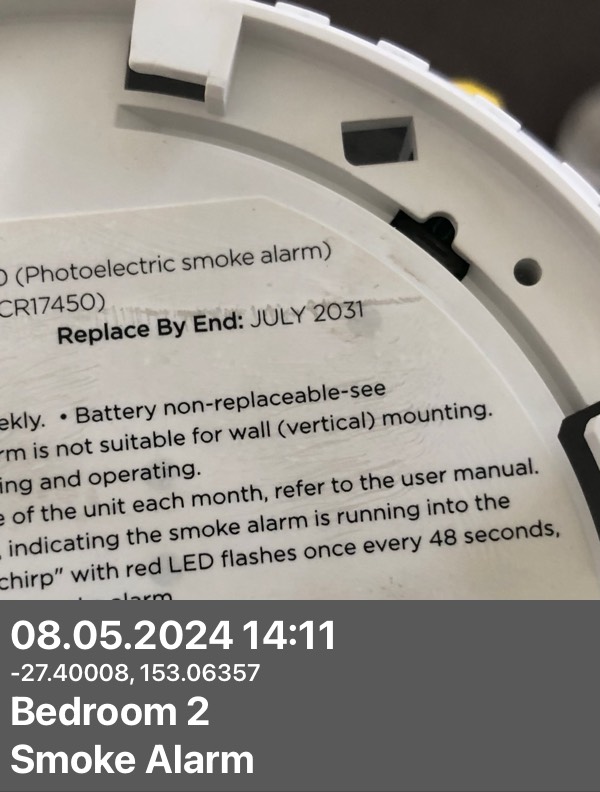 (Photoelectric smoke alarm)
CR17450)
Replace By End: JULY 2031
ekly. • Battery non-replaceable-see
rm is not suitable for wall (vertical) mounting.
ing and operating.
e of the unit each month, refer to the user manual.
, indicating the smoke alarm is running into the
chirp” with red LED flashes once every 48 seconds,
alarm
08.05.2024 14:11
-27.40008, 153.06357
Bedroom 2
Smoke Alarm